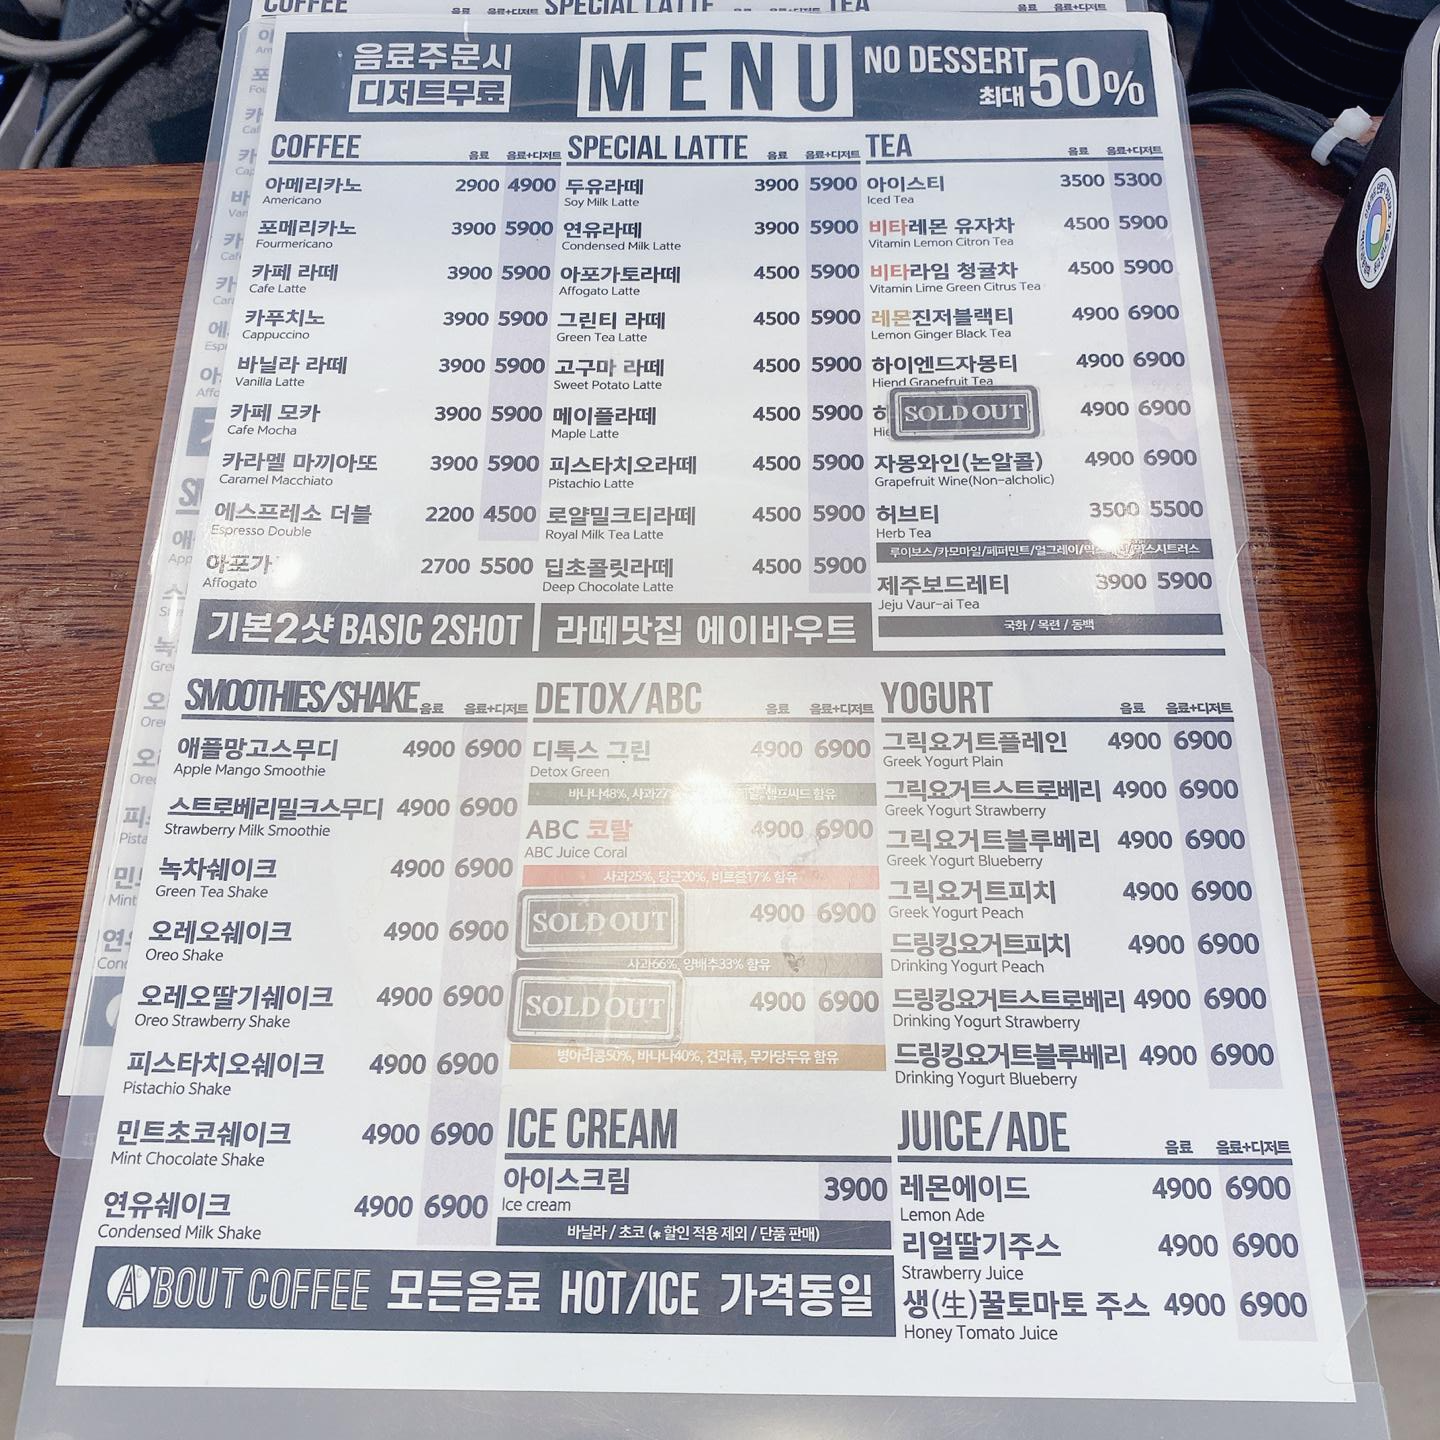 음료주문시
디저트무료
MENU
NO DESSERT
최대 50%
COFFEE 음료 음료+디저트
아메리카노 2900 4900
Americano
포메리카노 3900 5900
Fourmericano
카페 라떼 3900 5900
Cafe Latte
카푸치노 3900 5900
Cappuccino
바닐라 라떼 3900 5900
Vanilla Latte
카페 모카 3900 5900
Cafe Mocha
카라멜 마끼아또 3900 5900
Caramel Macchiato
에스프레소 더블 2200 4500
Espresso Double
아포가 2700 5500
Affogato
SPECIAL LATTE 음료 음료+디저트
두유라떼 3900 5900
Soy Milk Latte
연유라떼 3900 5900
Condensed Milk Latte
아포가토라떼 4500 5900
Affogato Latte
그린티 라떼 4500 5900
Green Tea Latte
고구마 라떼 4500 5900
Sweet Potato Latte
메이플라떼 4500 5900
Maple Latte
피스타치오라떼 4500 5900
Pistachio Latte
로얄밀크티라떼 4500 5900
Royal Milk Tea Latte
딥초콜릿라떼 4500 5900
Deep Chocolate Latte
TEA 음료 음료+디저트
아이스티 3500 5300
Iced Tea
비타레몬 유자차 4500 5900
Vitamin Lemon Citron Tea
비타라임 청귤차 4500 5900
Vitamin Lime Green Citrus Tea
레몬진저블랙티 4900 6900
Lemon Ginger Black Tea
하이엔드자몽티 4900 6900
Hiend Grapefruit Tea
SOLD OUT 4900 6900
Hie
자몽와인(논알콜) 4900 6900
Grapefruit Wine(Non-alcholic)
허브티 3500 5500
Herb Tea
루이보스/카모마일/페퍼민트/얼그레이/
제주보드레티 3900 5900
Jeju Vaur-ai Tea
국화 / 목련 / 동백
기본2샷 BASIC 2SHOT
라떼맛집 에이바우트
SMOOTHIES/SHAKE 음료 음료+디저트
애플망고스무디 4900 6900
Apple Mango Smoothie
스트로베리밀크스무디 4900 6900
Strawberry Milk Smoothie
녹차쉐이크 4900 6900
Green Tea Shake
오레오쉐이크 4900 6900
Oreo Shake
오레오딸기쉐이크 4900 6900
Oreo Strawberry Shake
피스타치오쉐이크 4900 6900
Pistachio Shake
민트초코쉐이크 4900 6900
Mint Chocolate Shake
연유쉐이크 4900 6900
Condensed Milk Shake
DETOX/ABC 음료 음료+디저트
디톡스 그린 4900 6900
Detox Green
바나나48%, 함유
ABC 코랄 4900 6900
ABC Juice Coral
사과25%, 당근20%, 비트즙17% 함유
SOLD OUT 4900 6900
사과66%, 양배추33% 함유
SOLD OUT 4900 6900
병아리콩50%, 바나나40%, 견과류, 무가당두유 함유
ICE CREAM
아이스크림 3900
Ice cream
바닐라 / 초코 (* 할인 적용 제외 / 단품 판매)
YOGURT 음료 음료+디저트
그릭요거트플레인 4900 6900
Greek Yogurt Plain
그릭요거트스트로베리 4900 6900
Greek Yogurt Strawberry
그릭요거트블루베리 4900 6900
Greek Yogurt Blueberry
그릭요거트피치 4900 6900
Greek Yogurt Peach
드링킹요거트피치 4900 6900
Drinking Yogurt Peach
드링킹요거트스트로베리 4900 6900
Drinking Yogurt Strawberry
드링킹요거트블루베리 4900 6900
Drinking Yogurt Blueberry
JUICE/ADE 음료 음료+디저트
레몬에이드 4900 6900
Lemon Ade
리얼딸기주스 4900 6900
Strawberry Juice
생(生)꿀토마토 주스 4900 6900
Honey Tomato Juice
A'BOUT COFFEE 모든음료 HOT/ICE 가격동일